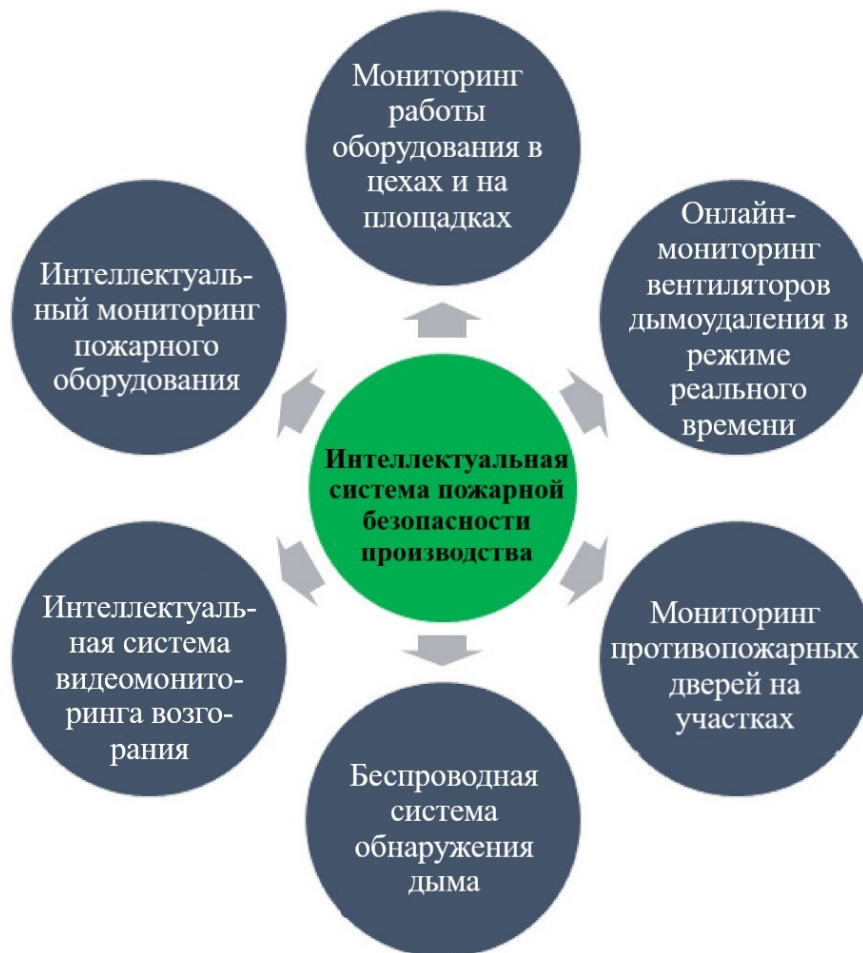 Мониторинг
работы
оборудования в
цехах и на
площадках
Онлайн-
мониторинг
вентиляторов
дымоудаления в
режиме
реального
времени
Интеллектуаль-
ный мониторинг
пожарного
оборудования
Интеллектуальная
система пожарной
безопасности
производства
Мониторинг
противопожарных
дверей на
участках
Интеллектуаль-
ная система
видеомонито-
ринга возго-
рания
Беспроводная
система
обнаружения
дыма